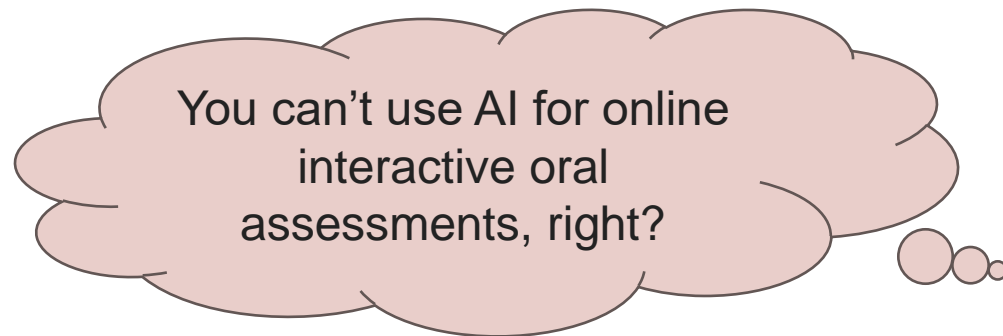 You can’t use AI for online
interactive oral
assessments, right?